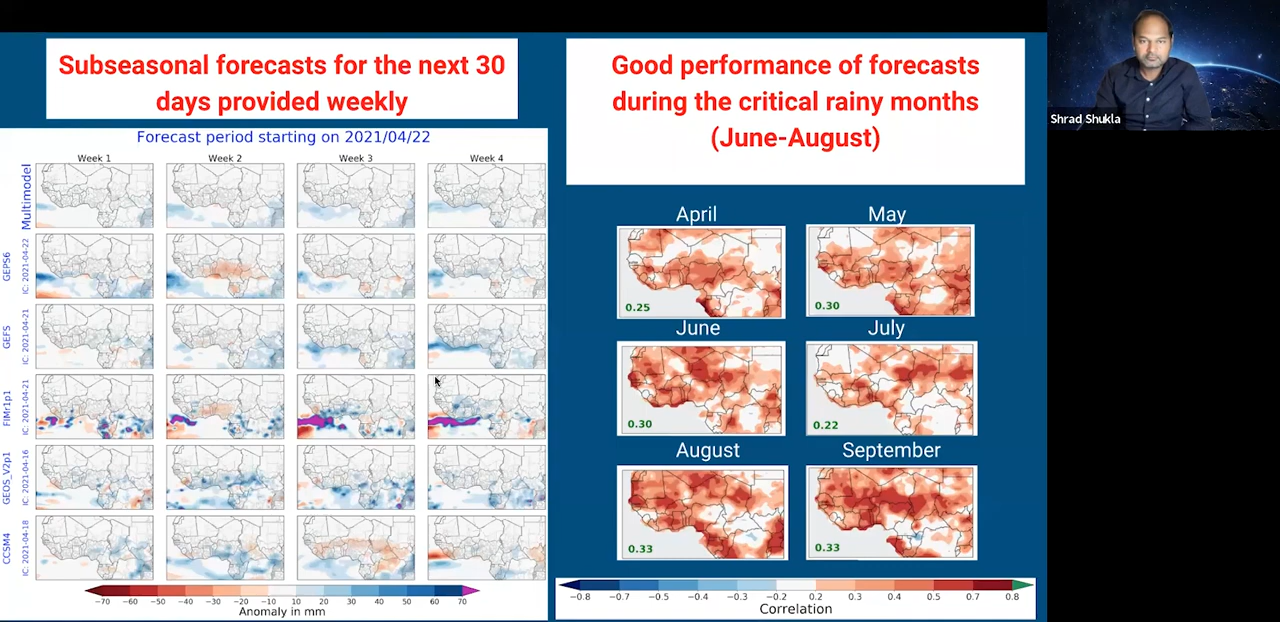 Subseasonal forecasts for the next 30
days provided weekly
Forecast period starting on 2021/04/22
Week 1 Week 2 Week 3 Week 4
Multimodel
GEPS6
IC: 2021-04-22
GEFS
IC: 2021-04-21
FIMr1p1
IC: 2021-04-21
GEOS_V2p1
IC: 2021-04-16
CCSM4
IC: 2021-04-18
−70 −60 −50 −40 −30 −20 −10 10 20 30 40 50 60 70
Anomaly in mm
Good performance of forecasts
during the critical rainy months
(June-August)
April May
0.25 0.30
June July
0.30 0.22
August September
0.33 0.33
−0.8 −0.7 −0.5 −0.4 −0.3 −0.2 0.2 0.3 0.4 0.5 0.7 0.8
Correlation
Shrad Shukla